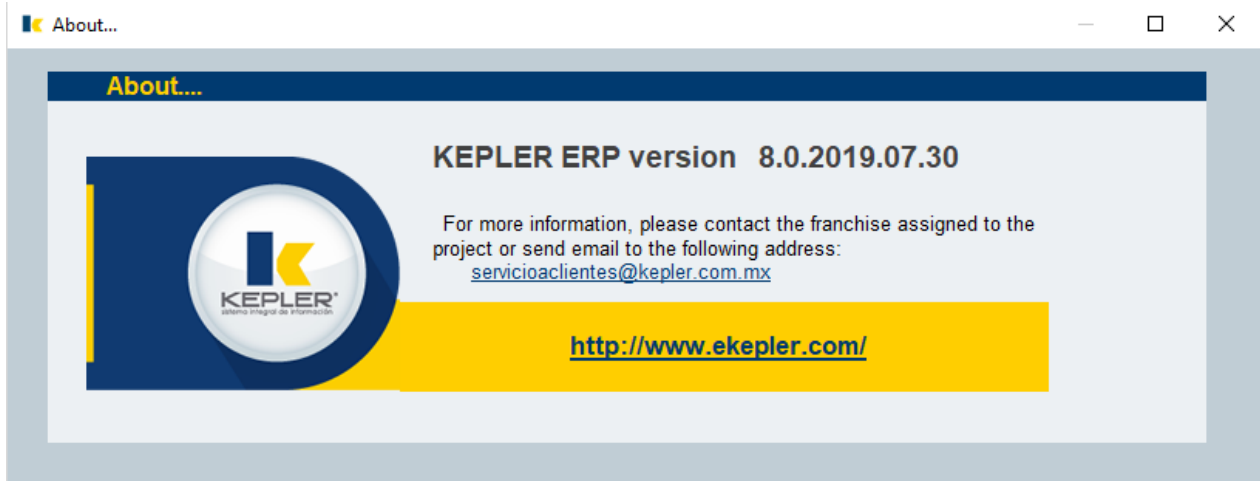 About...
About....
KEPLER ERP version 8.0.2019.07.30
For more information, please contact the franchise assigned to the
project or send email to the following address:
servicioaclientes@kepler.com.mx
KEPLER®
sistema integral de información
http://www.ekepler.com/